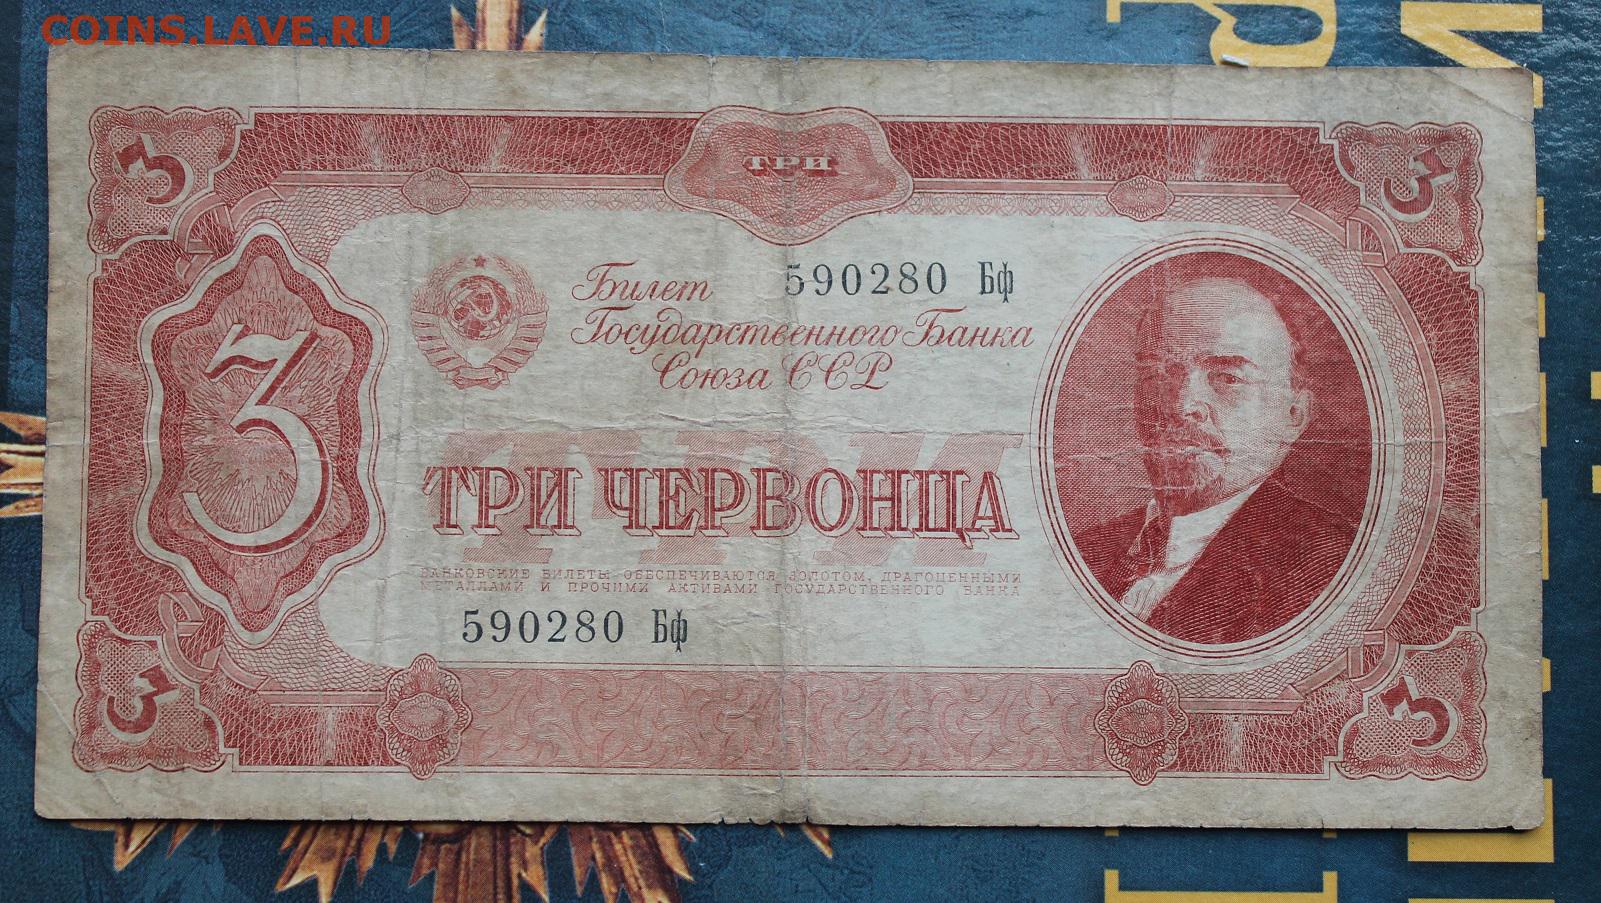 COINS.LAVE.RU
3
ТРИ
3
Билет 590280 Бф
Государственного Банка
Союза ССР
3
ТРИ
ТРИ ЧЕРВОНЦА
БАНКОВСКИЕ БИЛЕТЫ ОБЕСПЕЧИВАЮТСЯ ЗОЛОТОМ, ДРАГОЦЕННЫМИ
МЕТАЛЛАМИ И ПРОЧИМИ АКТИВАМИ ГОСУДАРСТВЕННОГО БАНКА
590280 Бф
3
3